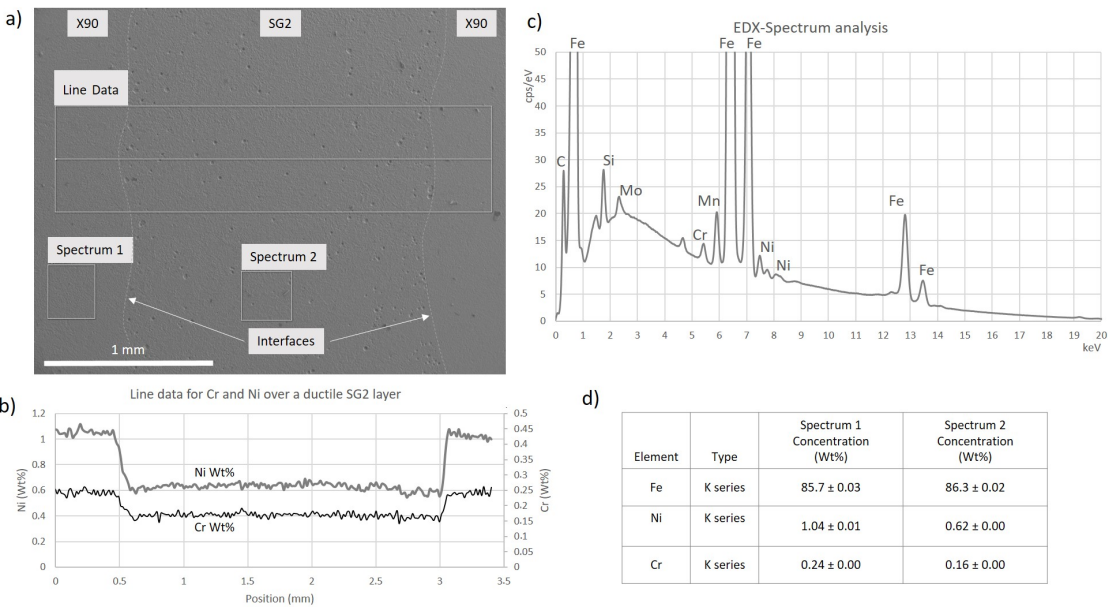 a)
X90
SG2
X90
Line Data
Spectrum 1
Spectrum 2
Interfaces
1 mm
c)
EDX-Spectrum analysis
cps/eV
50
45
40
35
30
25
20
15
10
5
0
Fe
Fe
Fe
C
Si
Mo
Mn
Cr
Ni
Ni
Fe
Fe
0 1 2 3 4 5 6 7 8 9 10 11 12 13 14 15 16 17 18 19 20
keV
b)
Line data for Cr and Ni over a ductile SG2 layer
Ni (Wt%)
1.2
1
0.8
0.6
0.4
0.2
0
Ni Wt%
Cr Wt%
0.5
0.45
0.4
0.35
0.3
0.25
0.2
0.15
0.1
0.05
0
Cr (Wt%)
0 0.5 1 1.5 2 2.5 3 3.5
Position (mm)
d)
Element Type Spectrum 1 Concentration (Wt%) Spectrum 2 Concentration (Wt%)
Fe K series 85.7 ± 0.03 86.3 ± 0.02
Ni K series 1.04 ± 0.01 0.62 ± 0.00
Cr K series 0.24 ± 0.00 0.16 ± 0.00